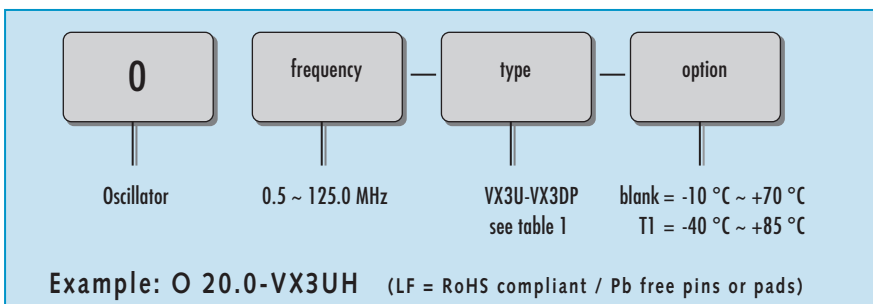 O
frequency
type
option
Oscillator
0.5 ~ 125.0 MHz
VX3U-VX3DP
see table 1
blank = -10 °C ~ +70 °C
T1 = -40 °C ~ +85 °C
Example: O 20.0-VX3UH (LF = RoHS compliant / Pb free pins or pads)